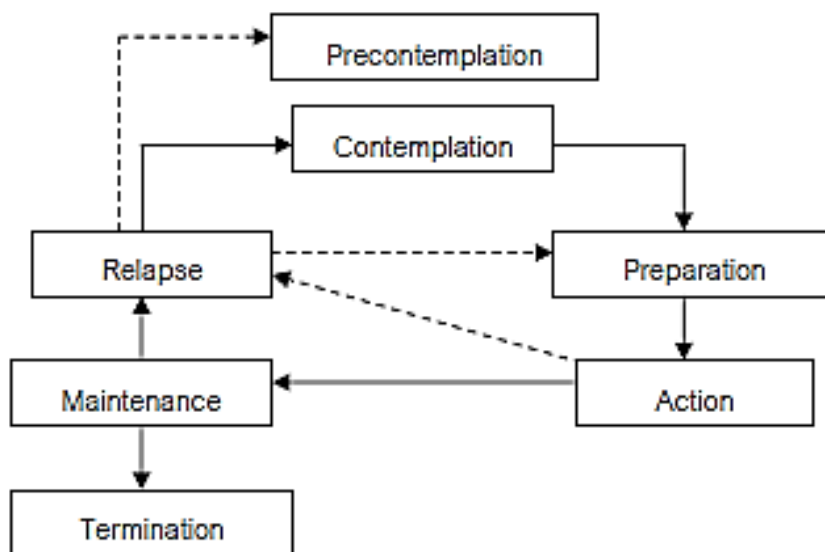 Precontemplation
Contemplation
Relapse
Preparation
Maintenance
Action
Termination